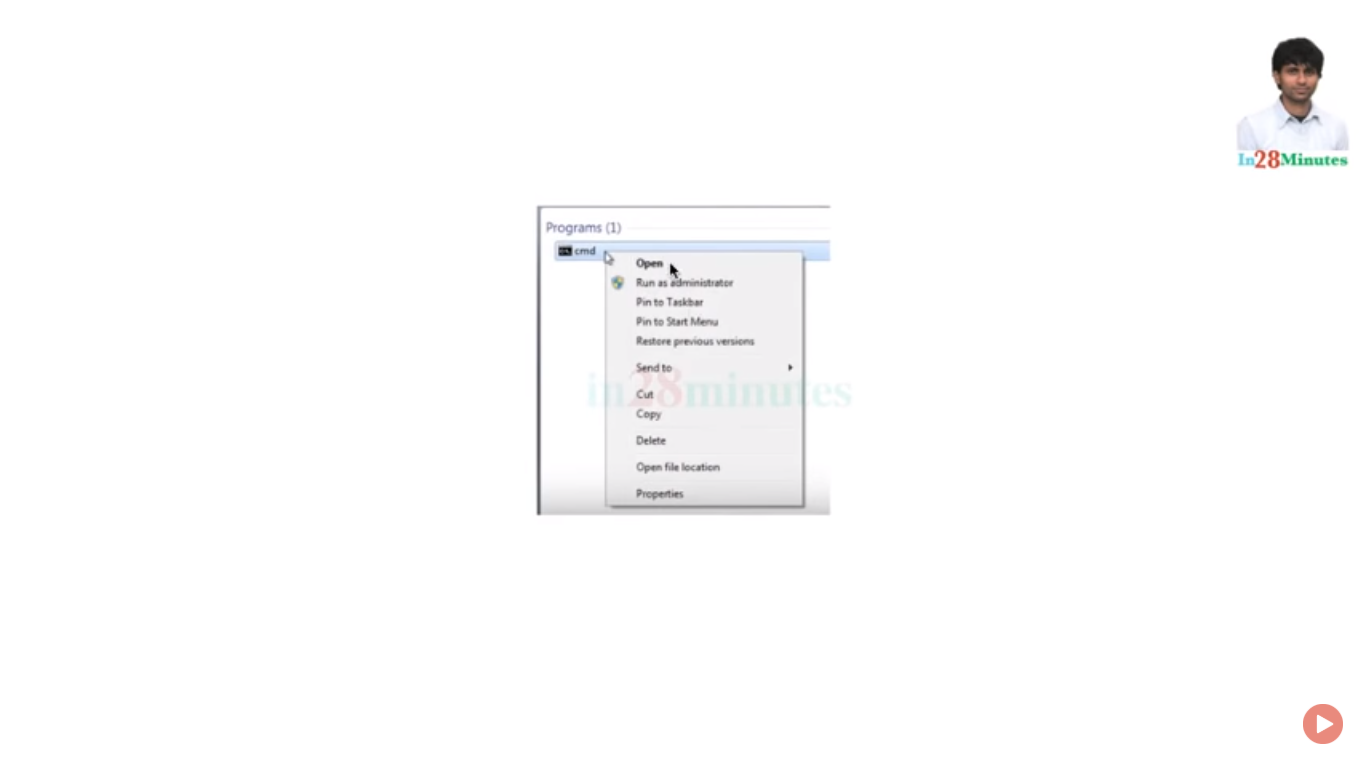 In28Minutes
Programs (1)
cmd
Open
Run as administrator
Pin to Taskbar
Pin to Start Menu
Restore previous versions
Send to
in28minutes
Cut
Copy
Delete
Open file location
Properties